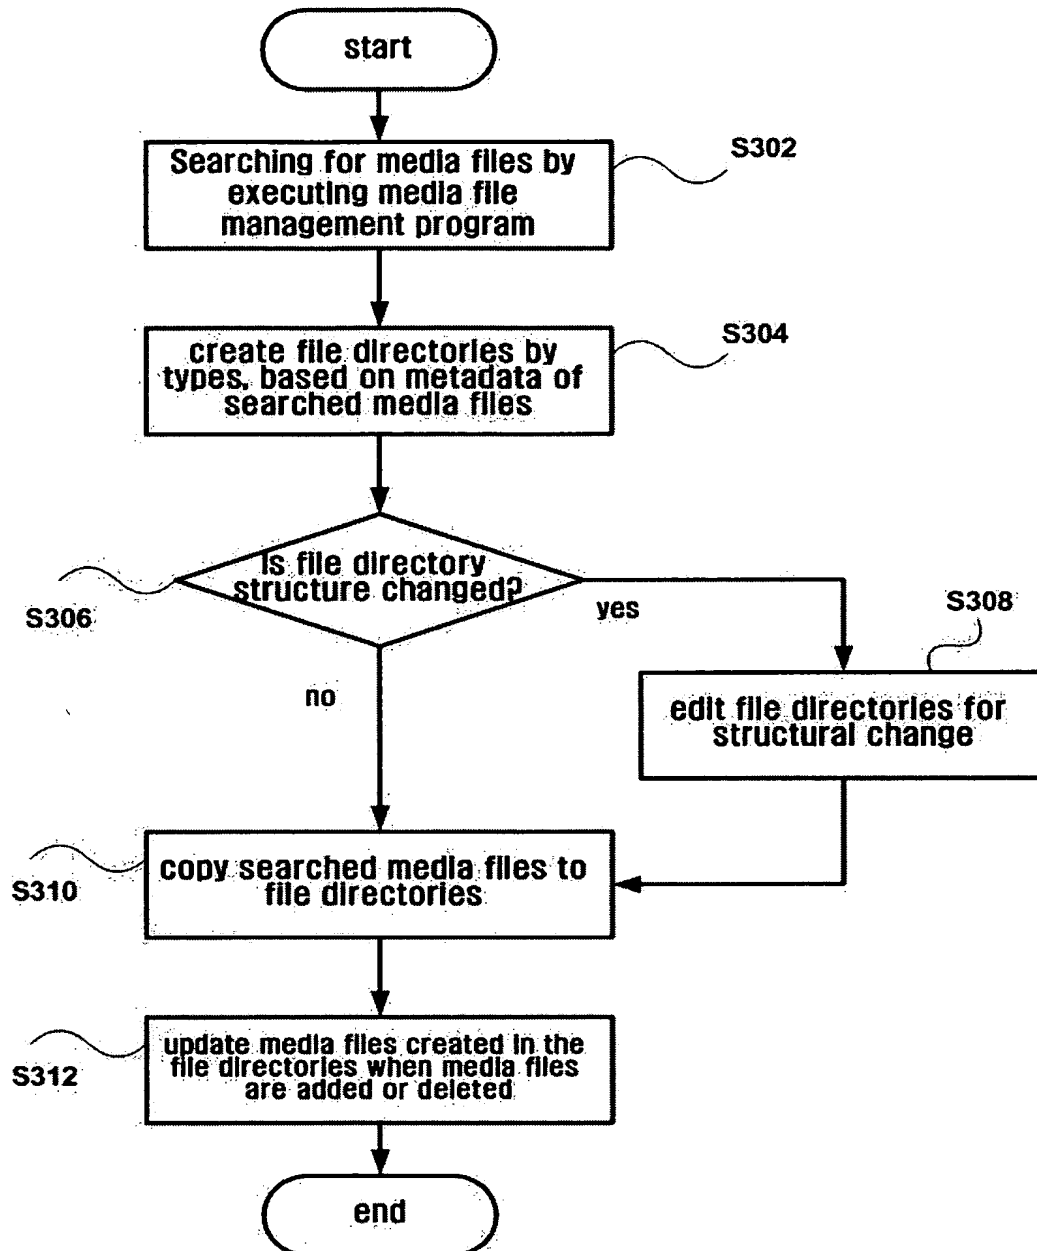 start
Searching for media files by
executing media file
management program
S302
create file directories by
types, based on metadata of
searched media files
S304
Is file directory
structure changed?
S306
yes
no
S308
edit file directories for
structural change
copy searched media files to
file directories
S310
update media files created in the
file directories when media files
are added or deleted
S312
end